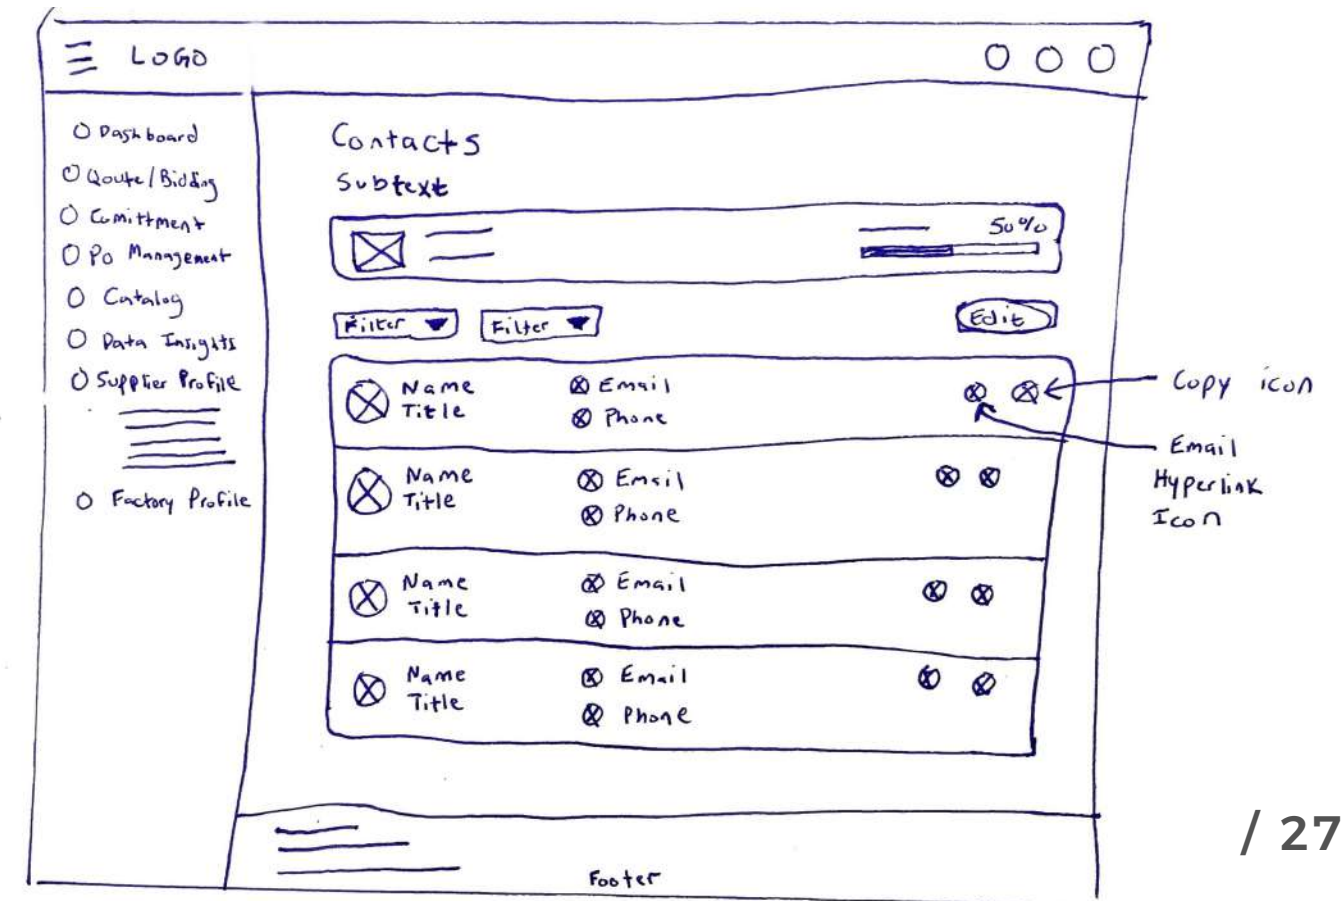 LOGO
Dashboard
Qoute/Bidding
Comittment
Po Management
Catalog
Data Insights
Supplier Profile
Factory Profile
Contacts
Subtext
50%
Filter
Filter
Edit
Name
Title
Email
Phone
Name
Title
Email
Phone
Name
Title
Email
Phone
Name
Title
Email
Phone
Copy icon
Email
Hyperlink
Icon
Footer
/ 27